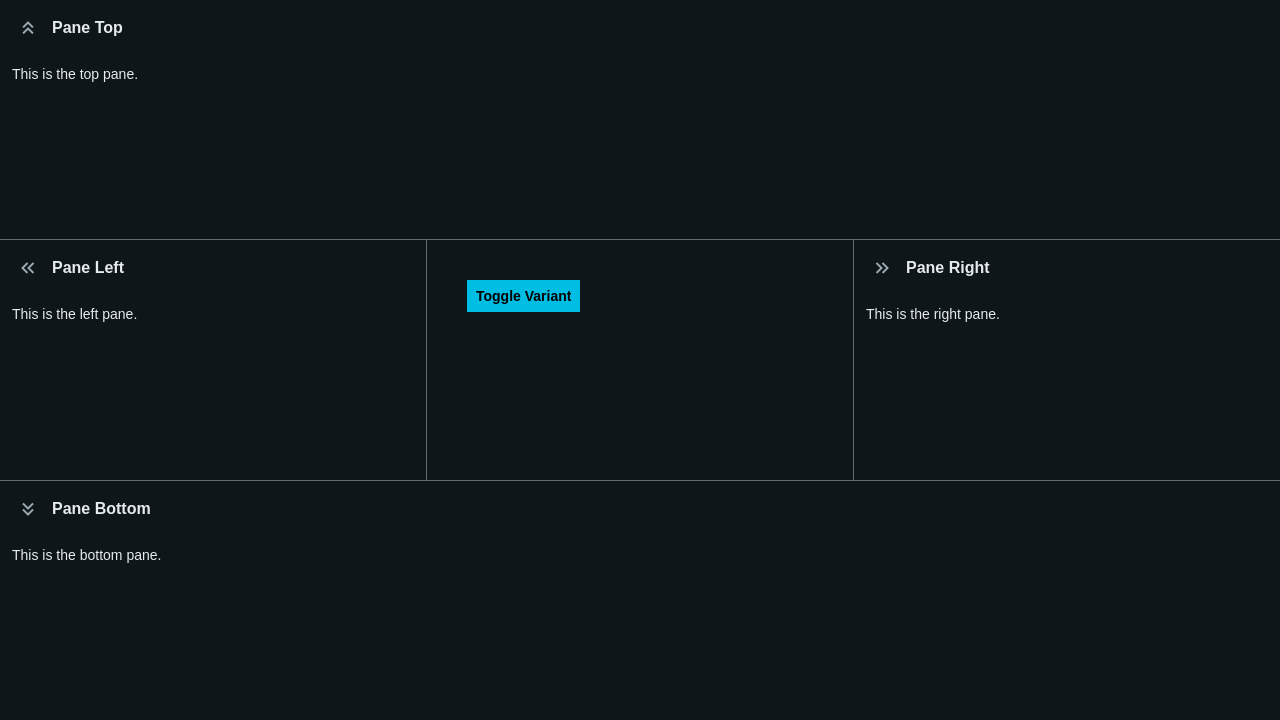 Pane Top
This is the top pane.
Pane Left
This is the left pane.
Toggle Variant
Pane Right
This is the right pane.
Pane Bottom
This is the bottom pane.